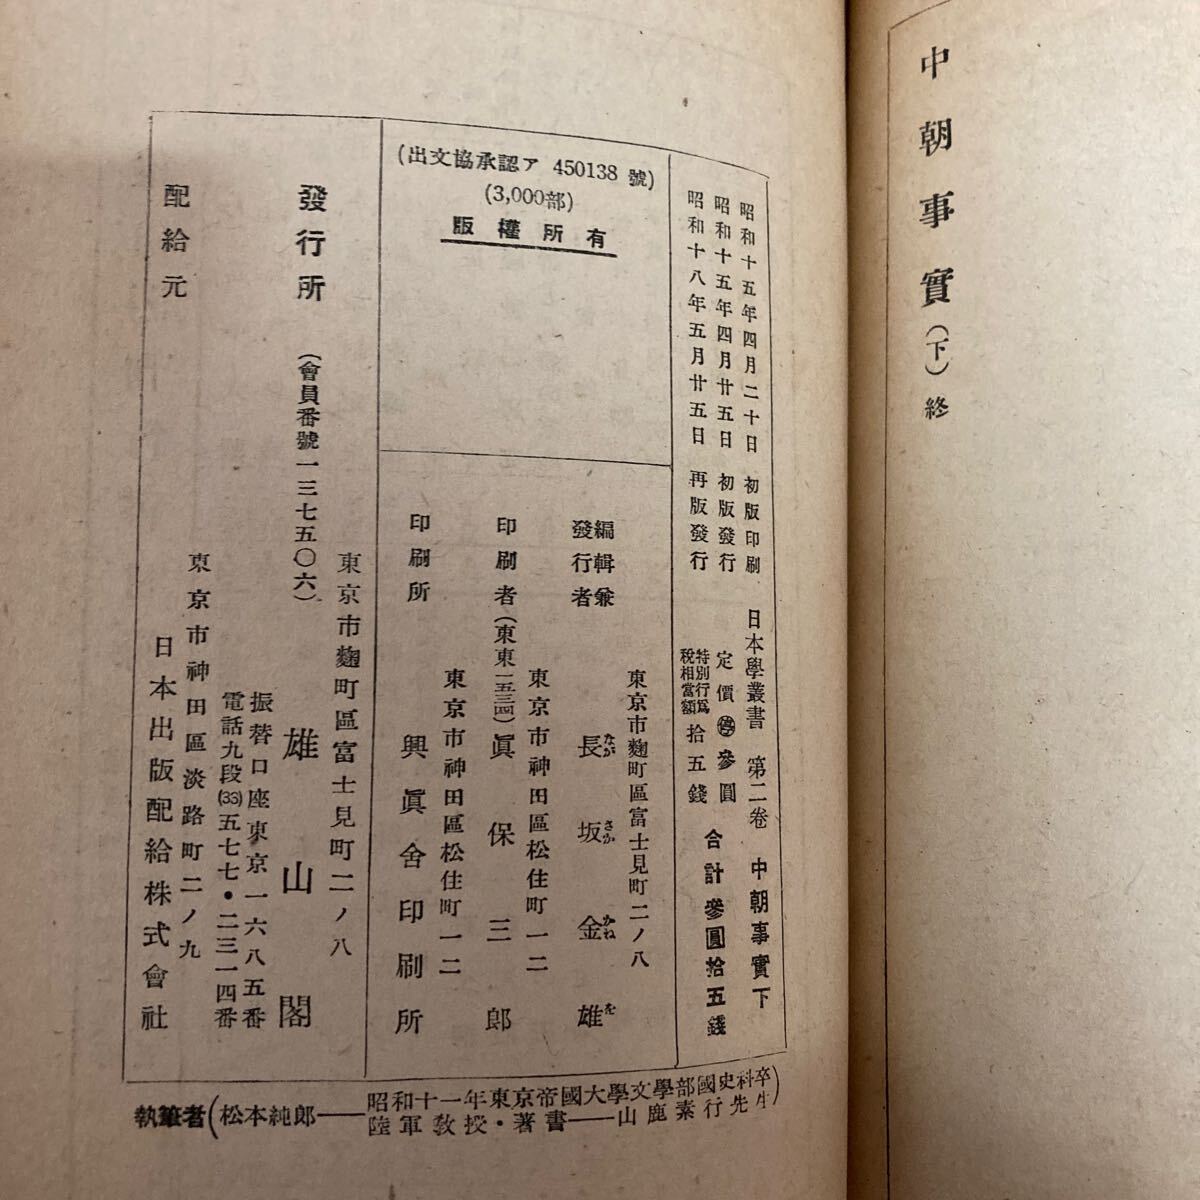 中朝事實(下)終
昭和十五年四月二十日 初版印刷
昭和十五年四月廿五日 初版發行
昭和十八年五月廿五日 再版發行
日本學叢書 第二卷 中朝事實下
定價㊡參圓
特別行爲
稅相當額 拾五錢
合計參圓拾五錢
(出文協承認ア 450138 號)
(3,000部)
版權所有
東京市麴町區富士見町二ノ八
編輯兼
發行者 長坂金雄
なが さか かね を
東京市神田區松住町一二
印刷者(東東一五三四)眞保三郎
東京市神田區松住町一二
印刷所 興眞舍印刷所
東京市麴町區富士見町二ノ八
發行所 (會員番號一三七五〇六) 雄山閣
振替口座東京一六八五番
電話九段㉝五七七・二三一四番
東京市神田區淡路町二ノ九
配給元 日本出版配給株式會社
執筆者(松本純郎――昭和十一年東京帝國大學文學部國史科卒
陸軍敎授・著書――山鹿素行先生)